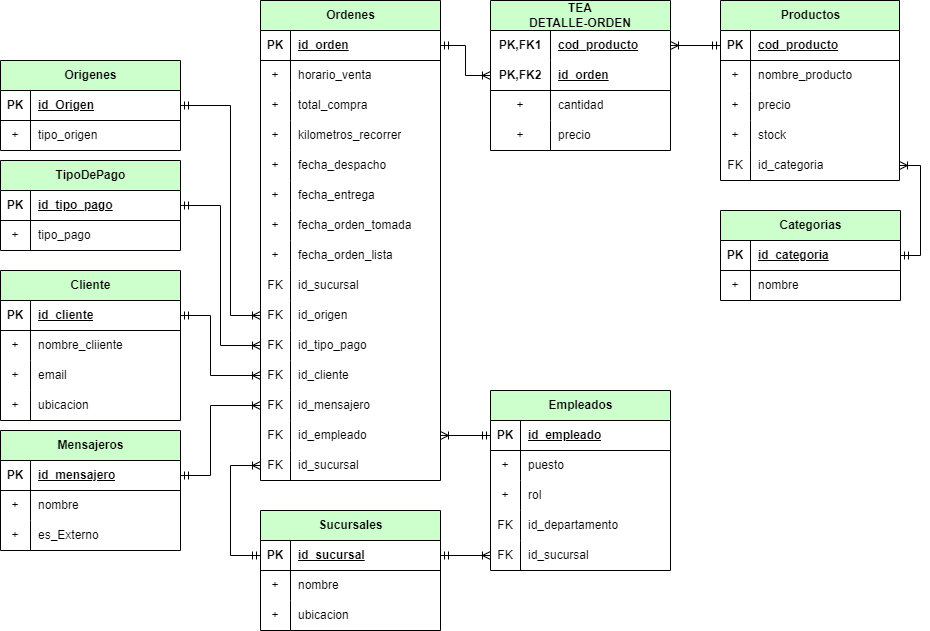 Ordenes
PK id_orden
+ horario_venta
+ total_compra
+ kilometros_recorrer
+ fecha_despacho
+ fecha_entrega
+ fecha_orden_tomada
+ fecha_orden_lista
FK id_sucursal
FK id_origen
FK id_tipo_pago
FK id_cliente
FK id_mensajero
FK id_empleado
FK id_sucursal
TEA
DETALLE-ORDEN
PK,FK1 cod_producto
PK,FK2 id_orden
+ cantidad
+ precio
Productos
PK cod_producto
+ nombre_producto
+ precio
+ stock
FK id_categoria
Origenes
PK id_Origen
+ tipo_origen
TipoDePago
PK id_tipo_pago
+ tipo_pago
Categorias
PK id_categoria
+ nombre
Cliente
PK id_cliente
+ nombre_cliiente
+ email
+ ubicacion
Mensajeros
PK id_mensajero
+ nombre
+ es_Externo
Empleados
PK id_empleado
+ puesto
+ rol
FK id_departamento
FK id_sucursal
Sucursales
PK id_sucursal
+ nombre
+ ubicacion